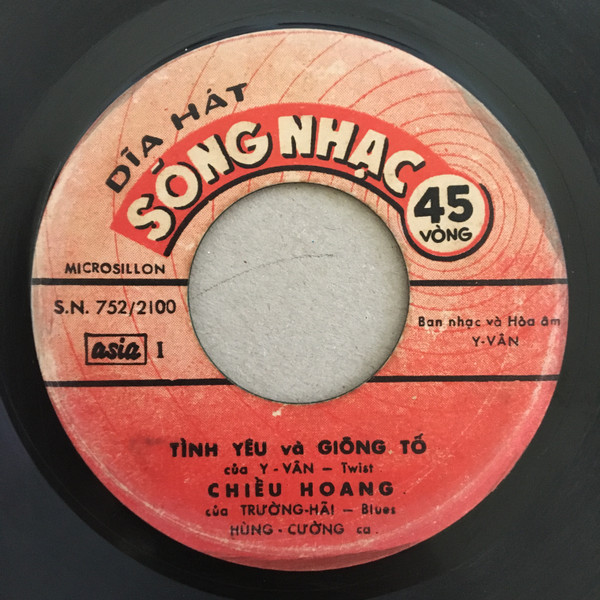 DĨA HÁT
SÓNG NHẠC
45
VÒNG
MICROSILLON
S.N. 752/2100
asia I
Ban nhạc và Hòa âm
Y-VÂN
TÌNH YÊU và GIÔNG TỐ
của Y-VÂN — Twist
CHIỀU HOANG
của TRƯỜNG-HẢI — Blues
HÙNG-CƯỜNG ca.